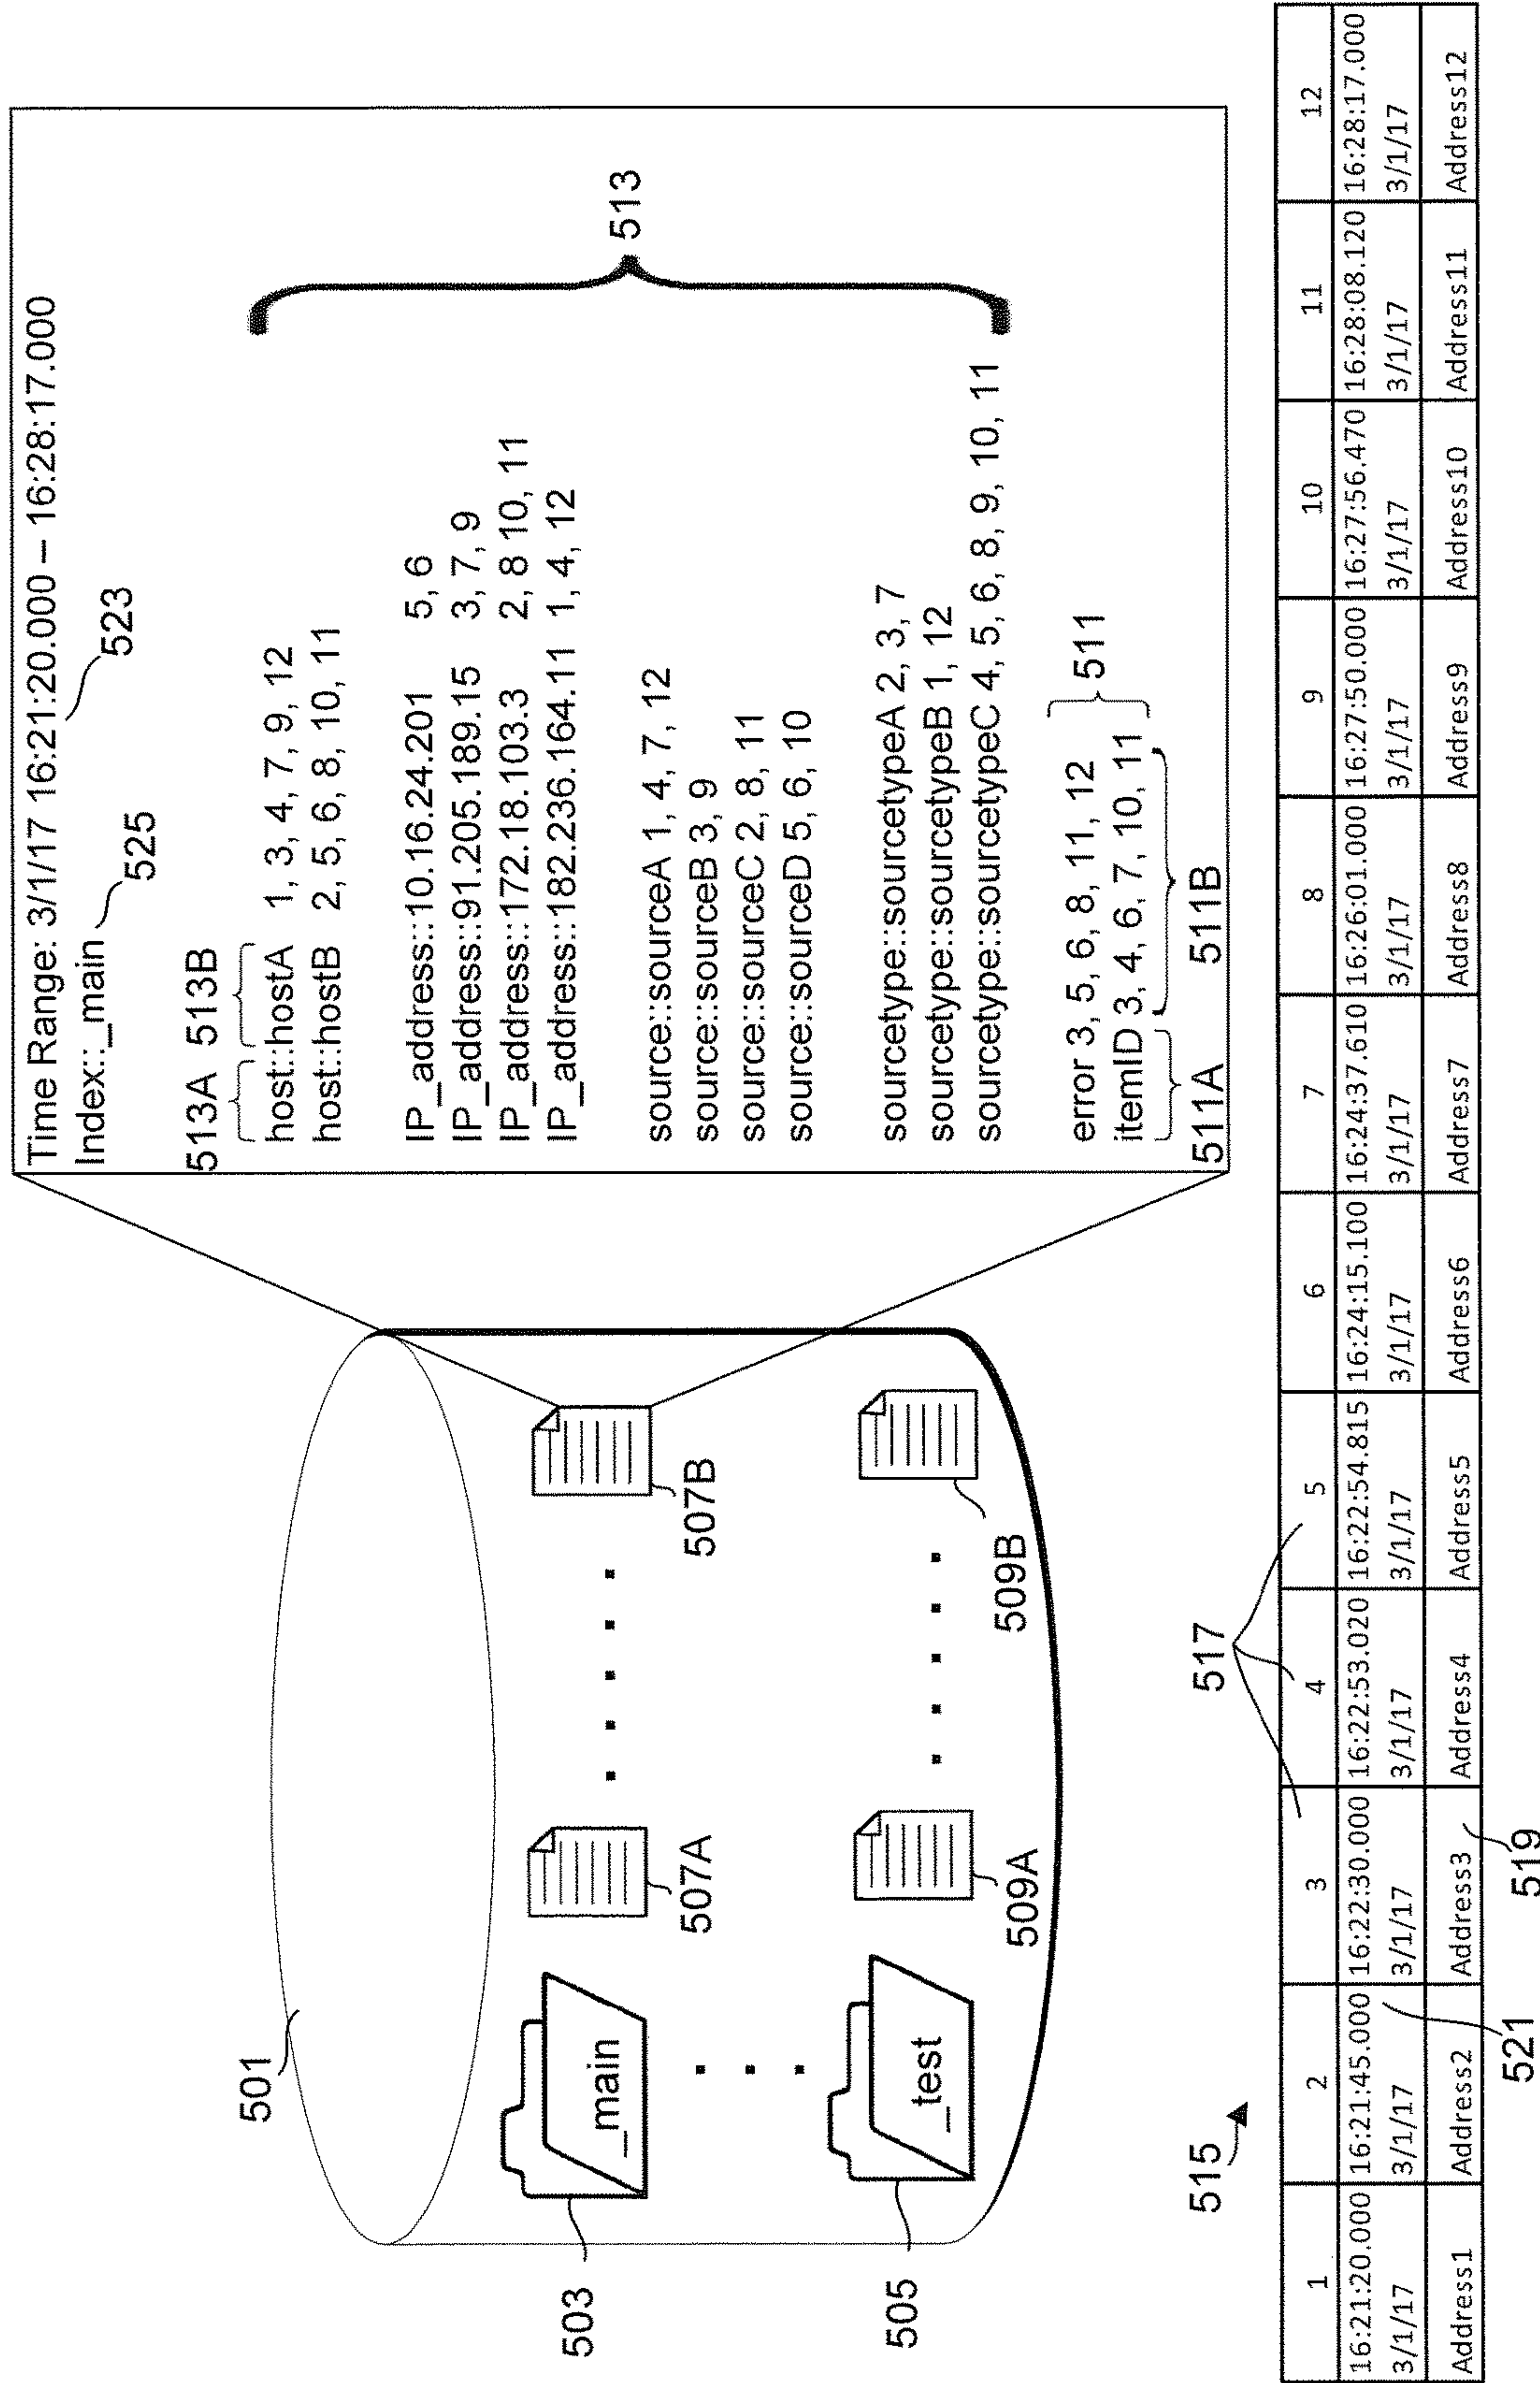 501
503
_main
505
_test
507A
507B
509A
509B
Time Range: 3/1/17 16:21:20.000 – 16:28:17.000
Index::_main
523
525
513A 513B
host::hostA 1, 3, 4, 7, 9, 12
host::hostB 2, 5, 6, 8, 10, 11
IP_address::10.16.24.201 5, 6
IP_address::91.205.189.15 3, 7, 9
IP_address::172.18.103.3 2, 8 10, 11
IP_address::182.236.164.11 1, 4, 12
source::sourceA 1, 4, 7, 12
source::sourceB 3, 9
source::sourceC 2, 8, 11
source::sourceD 5, 6, 10
sourcetype::sourcetypeA 2, 3, 7
sourcetype::sourcetypeB 1, 12
sourcetype::sourcetypeC 4, 5, 6, 8, 9, 10, 11
513
error 3, 5, 6, 8, 11, 12
itemID 3, 4, 6, 7, 10, 11
511
511A 511B
515
517
1 2 3 4 5 6 7 8 9 10 11 12
16:21:20.000 16:21:45.000 16:22:30.000 16:22:53.020 16:22:54.815 16:24:15.100 16:24:37.610 16:26:01.000 16:27:50.000 16:27:56.470 16:28:08.120 16:28:17.000
3/1/17 3/1/17 3/1/17 3/1/17 3/1/17 3/1/17 3/1/17 3/1/17 3/1/17 3/1/17 3/1/17 3/1/17
Address1 Address2 Address3 Address4 Address5 Address6 Address7 Address8 Address9 Address10 Address11 Address12
521
519